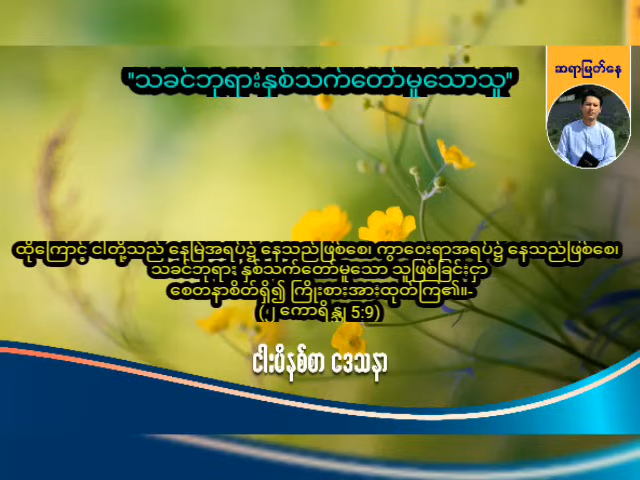 "သခင်ဘုရားနှစ်သက်တော်မူသောသူ"
ဆရာမြတ်နေ
ထို့ကြောင့် ငါတို့သည် နေမြဲအရပ်၌ နေသည်ဖြစ်စေ၊ ကွာဝေးရာအရပ်၌ နေသည်ဖြစ်စေ၊
သခင်ဘုရား နှစ်သက်တော်မူသော သူဖြစ်ခြင်းငှာ
စေတနာစိတ်ရှိ၍ ကြိုးစားအားထုတ်ကြ၏။-
(၂ ကောရိန္သု 5:9)
ငါးမိနစ်စာ ဒေသနာ